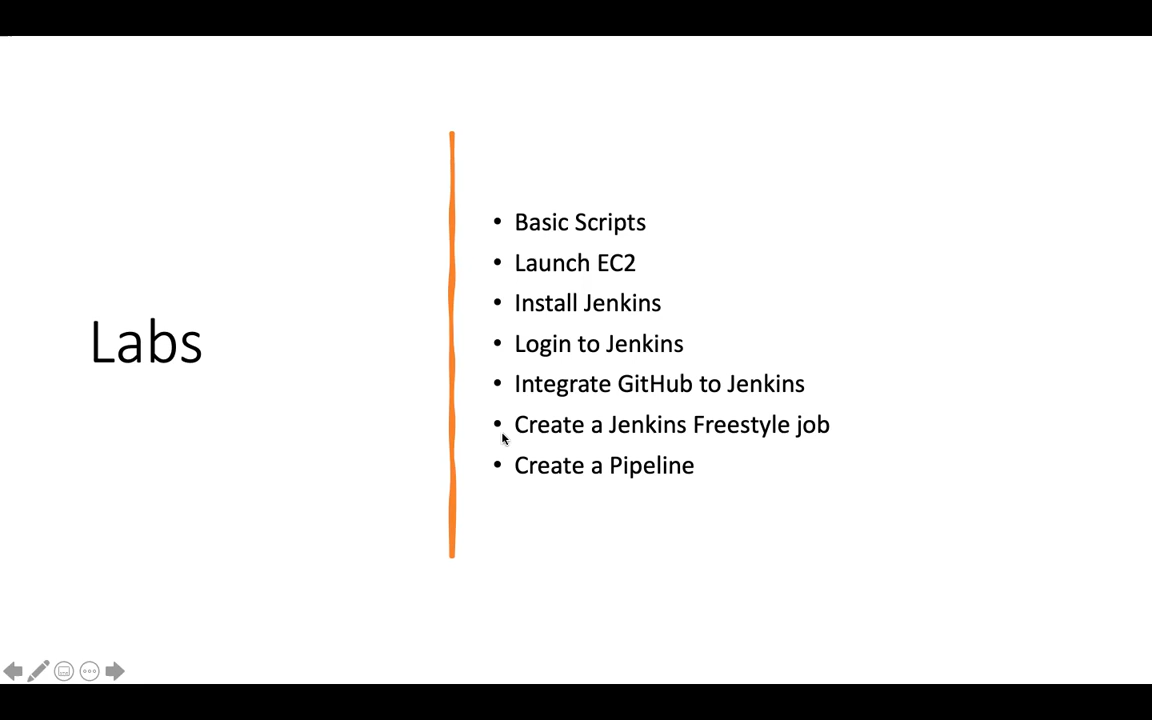 Labs
• Basic Scripts
• Launch EC2
• Install Jenkins
• Login to Jenkins
• Integrate GitHub to Jenkins
• Create a Jenkins Freestyle job
• Create a Pipeline